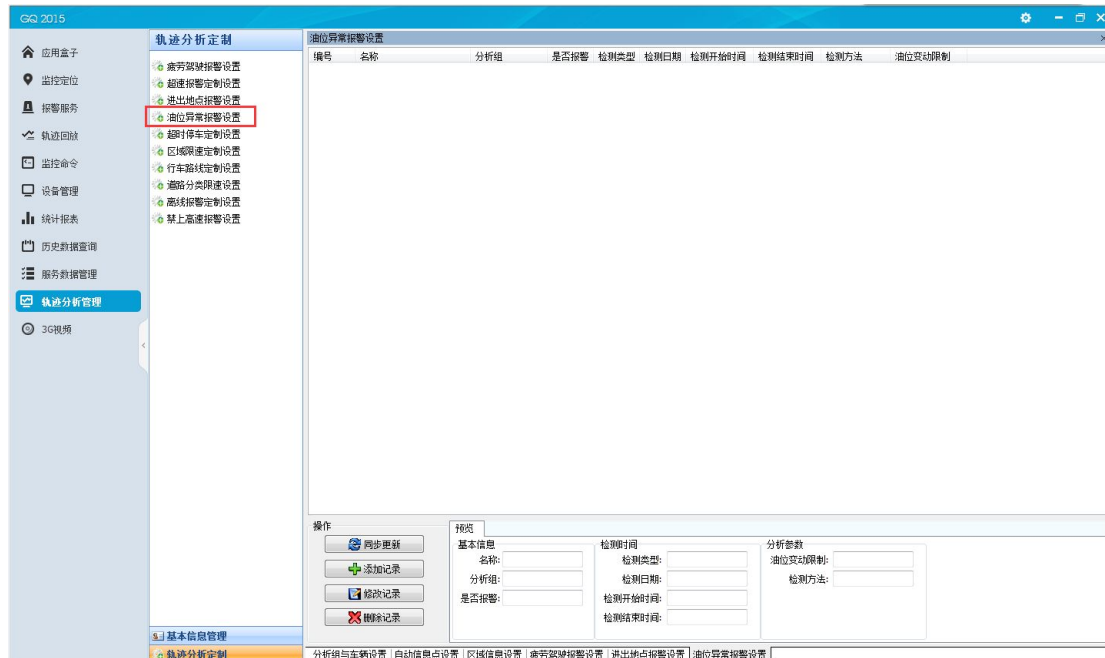 GQ 2015
应用盒子
监控定位
报警服务
轨迹回放
监控命令
设备管理
统计报表
历史数据查询
服务数据管理
轨迹分析管理
3G视频
轨迹分析定制
疲劳驾驶报警设置
超速报警定制设置
进出地点报警设置
油位异常报警设置
超时停车定制设置
区域限速定制设置
行车路线定制设置
道路分类限速设置
离线报警定制设置
禁上高速报警设置
基本信息管理
轨迹分析定制
油位异常报警设置
编号 名称 分析组 是否报警 检测类型 检测日期 检测开始时间 检测结束时间 检测方法 油位变动限制
操作
同步更新
添加记录
修改记录
删除记录
预览
基本信息
名称:
分析组:
是否报警:
检测时间
检测类型:
检测日期:
检测开始时间:
检测结束时间:
分析参数
油位变动限制:
检测方法:
分析组与车辆设置 自动信息点设置 区域信息设置 疲劳驾驶报警设置 进出地点报警设置 油位异常报警设置